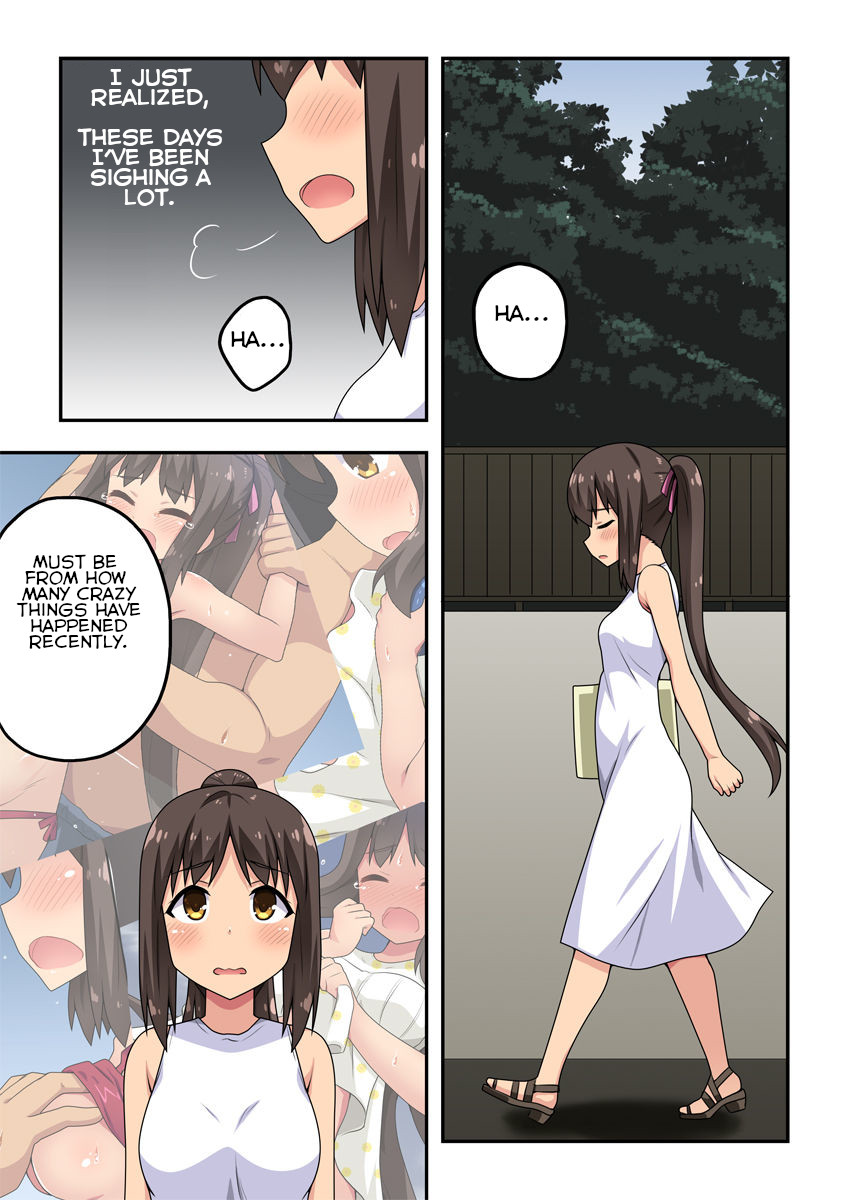 HA...
I JUST
REALIZED,
THESE DAYS
I'VE BEEN
SIGHING A
LOT.
HA...
MUST BE
FROM HOW
MANY CRAZY
THINGS HAVE
HAPPENED
RECENTLY.